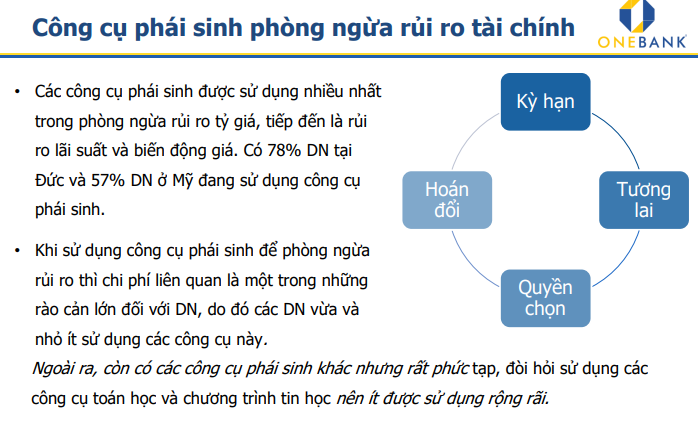 Công cụ phái sinh phòng ngừa rủi ro tài chính
ONEBANK
• Các công cụ phái sinh được sử dụng nhiều nhất
trong phòng ngừa rủi ro tỷ giá, tiếp đến là rủi
ro lãi suất và biến động giá. Có 78% DN tại
Đức và 57% DN ở Mỹ đang sử dụng công cụ
phái sinh.
• Khi sử dụng công cụ phái sinh để phòng ngừa
rủi ro thì chi phí liên quan là một trong những
rào cản lớn đối với DN, do đó các DN vừa và
nhỏ ít sử dụng các công cụ này.
Ngoài ra, còn có các công cụ phái sinh khác nhưng rất phức tạp, đòi hỏi sử dụng các
công cụ toán học và chương trình tin học nên ít được sử dụng rộng rãi.
Kỳ hạn
Tương
lai
Quyền
chọn
Hoán
đổi